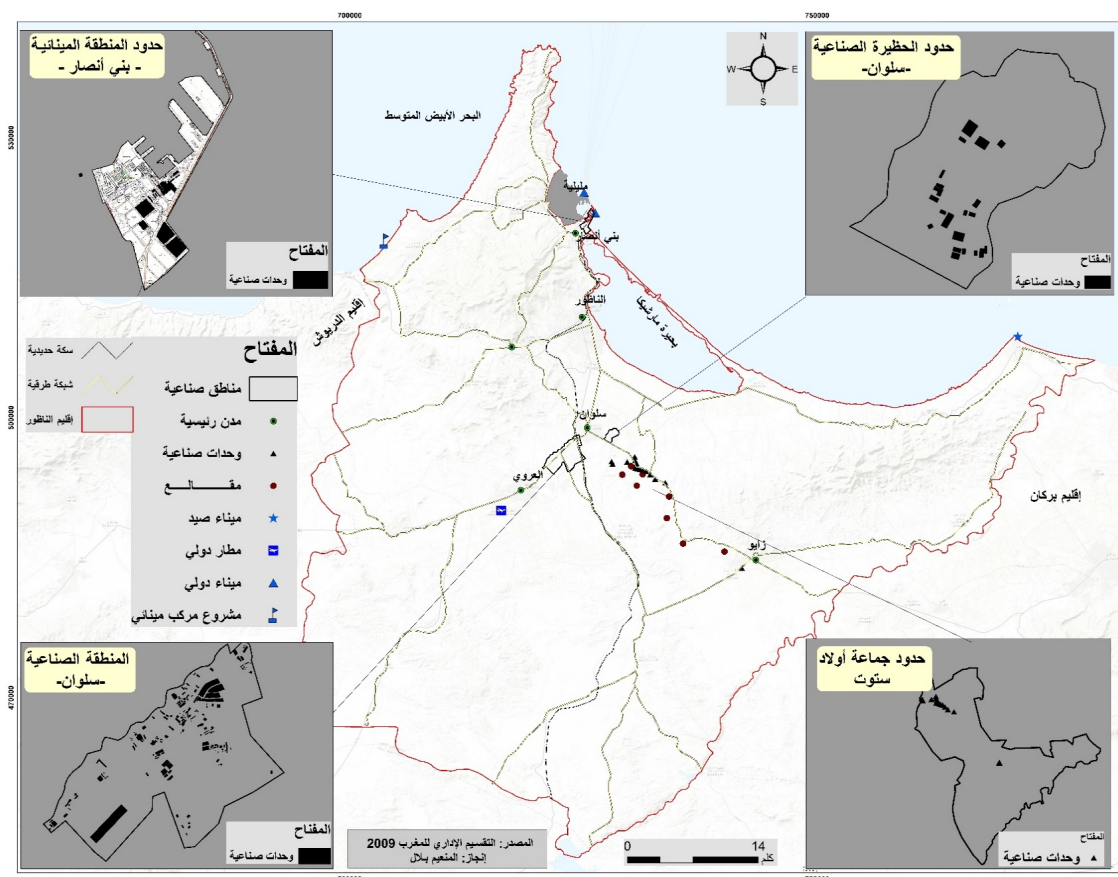 700000
750000
530000
500000
470000
حدود المنطقة المينائية
- بني أنصار -
المفتاح
وحدات صناعية
N
W
E
S
حدود الحظيرة الصناعية
-سلوان-
المفتاح
وحدات صناعية
البحر الأبيض المتوسط
مليلية
بني أنصار
الناظور
بحيرة مارشيكا
إقليم الدريوش
سلوان
العروي
زايو
إقليم بركان
المفتاح
مناطق صناعية
مدن رئيسية
وحدات صناعية
مقـــــــالـــع
ميناء صيد
مطار دولي
ميناء دولي
مشروع مركب مينائي
سكة حديدية
شبكة طرقية
إقليم الناظور
المنطقة الصناعية
-سلوان-
المفتاح
وحدات صناعية
حدود جماعة أولاد
ستوت
المفتاح
وحدات صناعية
المصدر: التقسيم الإداري للمغرب 2009
إنجاز: المنعيم بلال
0
14
كلم